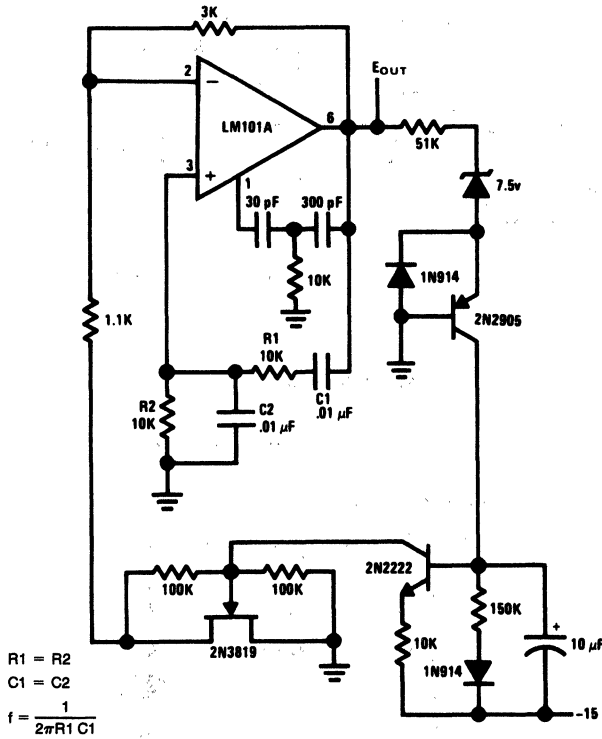 3K
2
−
LM101A
6
E_OUT
51K
3
+
1
7.5v
30 pF
300 pF
10K
1N914
2N2905
1.1K
R1
10K
C1
.01 μF
R2
10K
C2
.01 μF
2N2222
100K
100K
150K
2N3819
10K
+
10 μF
1N914
−15
R1 = R2
C1 = C2
f = 1 / 2πR1 C1